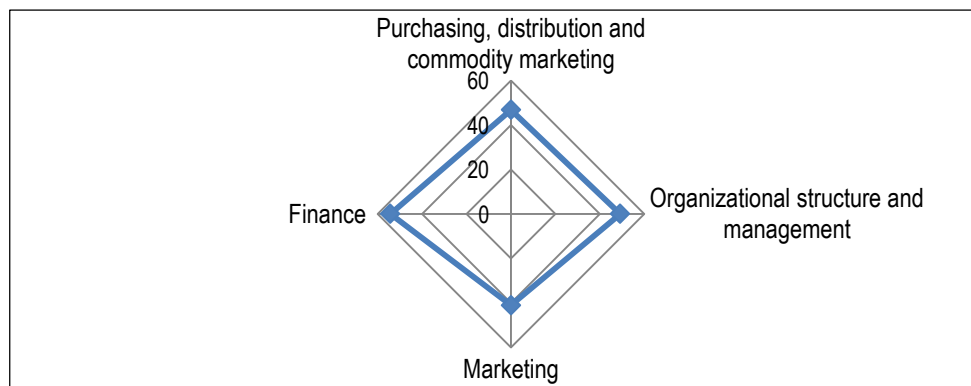 Purchasing, distribution and
commodity marketing
60
40
20
0
Finance
Organizational structure and
management
Marketing